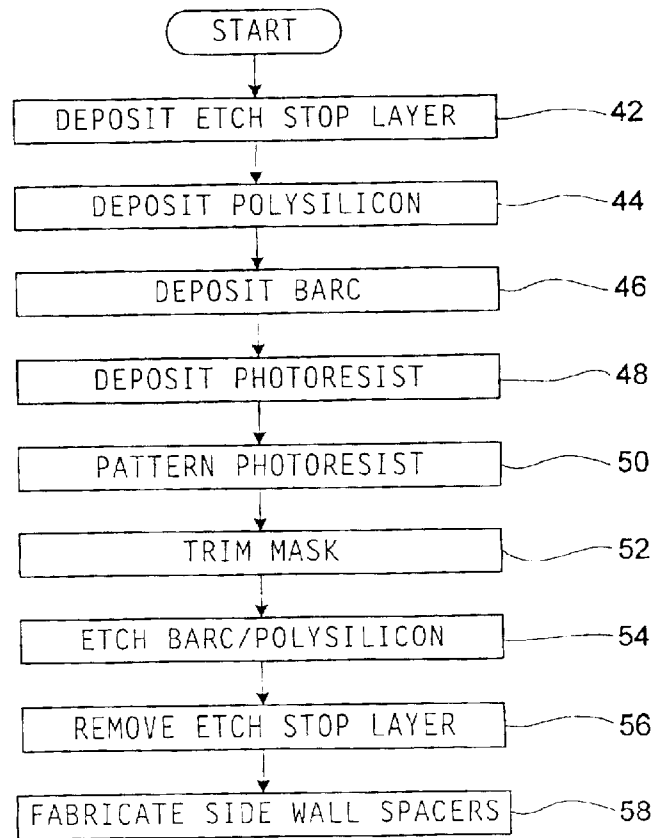 START
DEPOSIT ETCH STOP LAYER 42
DEPOSIT POLYSILICON 44
DEPOSIT BARC 46
DEPOSIT PHOTORESIST 48
PATTERN PHOTORESIST 50
TRIM MASK 52
ETCH BARC/POLYSILICON 54
REMOVE ETCH STOP LAYER 56
FABRICATE SIDE WALL SPACERS 58